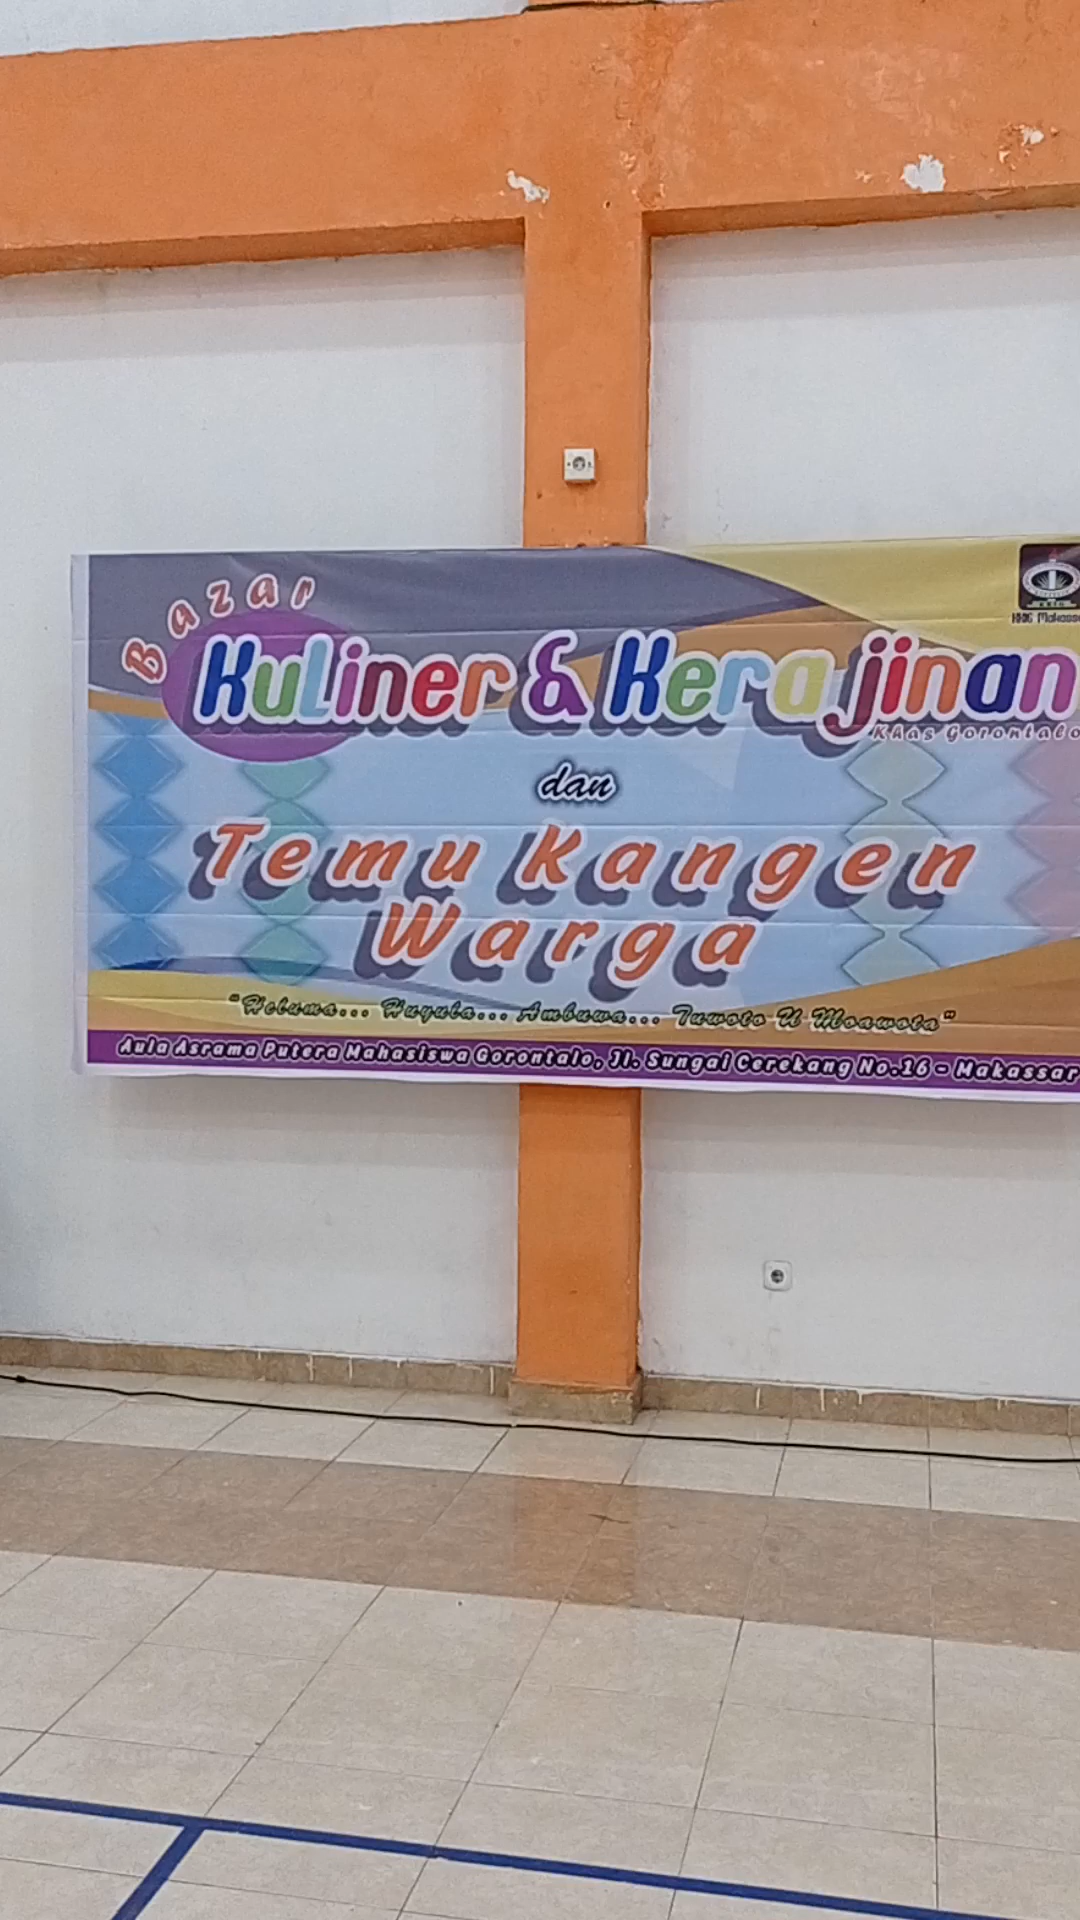 Bazar
KuLiner & Kerajinan
Khas Gorontalo
dan
Temu Kangen
Warga
"Heluma... Huyula... Ambuwa... Tuwoto U Moawota"
Aula Asrama Putera Mahasiswa Gorontalo, Jl. Sungai Cerekang No.16 - Makassar